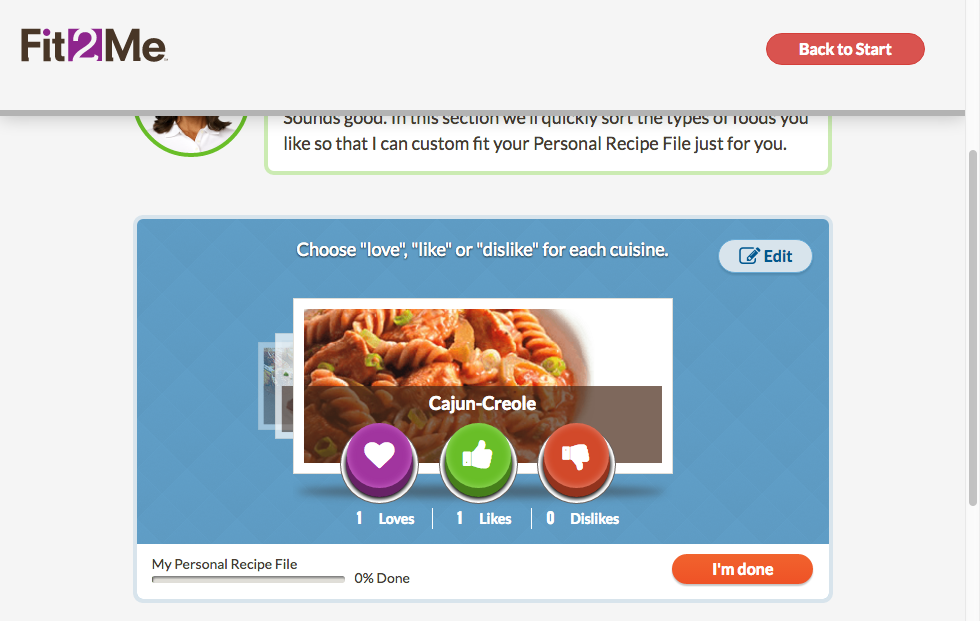 Fit2Me
Back to Start
Sounds good. In this section we'll quickly sort the types of foods you
like so that I can custom fit your Personal Recipe File just for you.
Choose "love", "like" or "dislike" for each cuisine.
Edit
Cajun-Creole
1 Loves
1 Likes
0 Dislikes
My Personal Recipe File
0% Done
I'm done